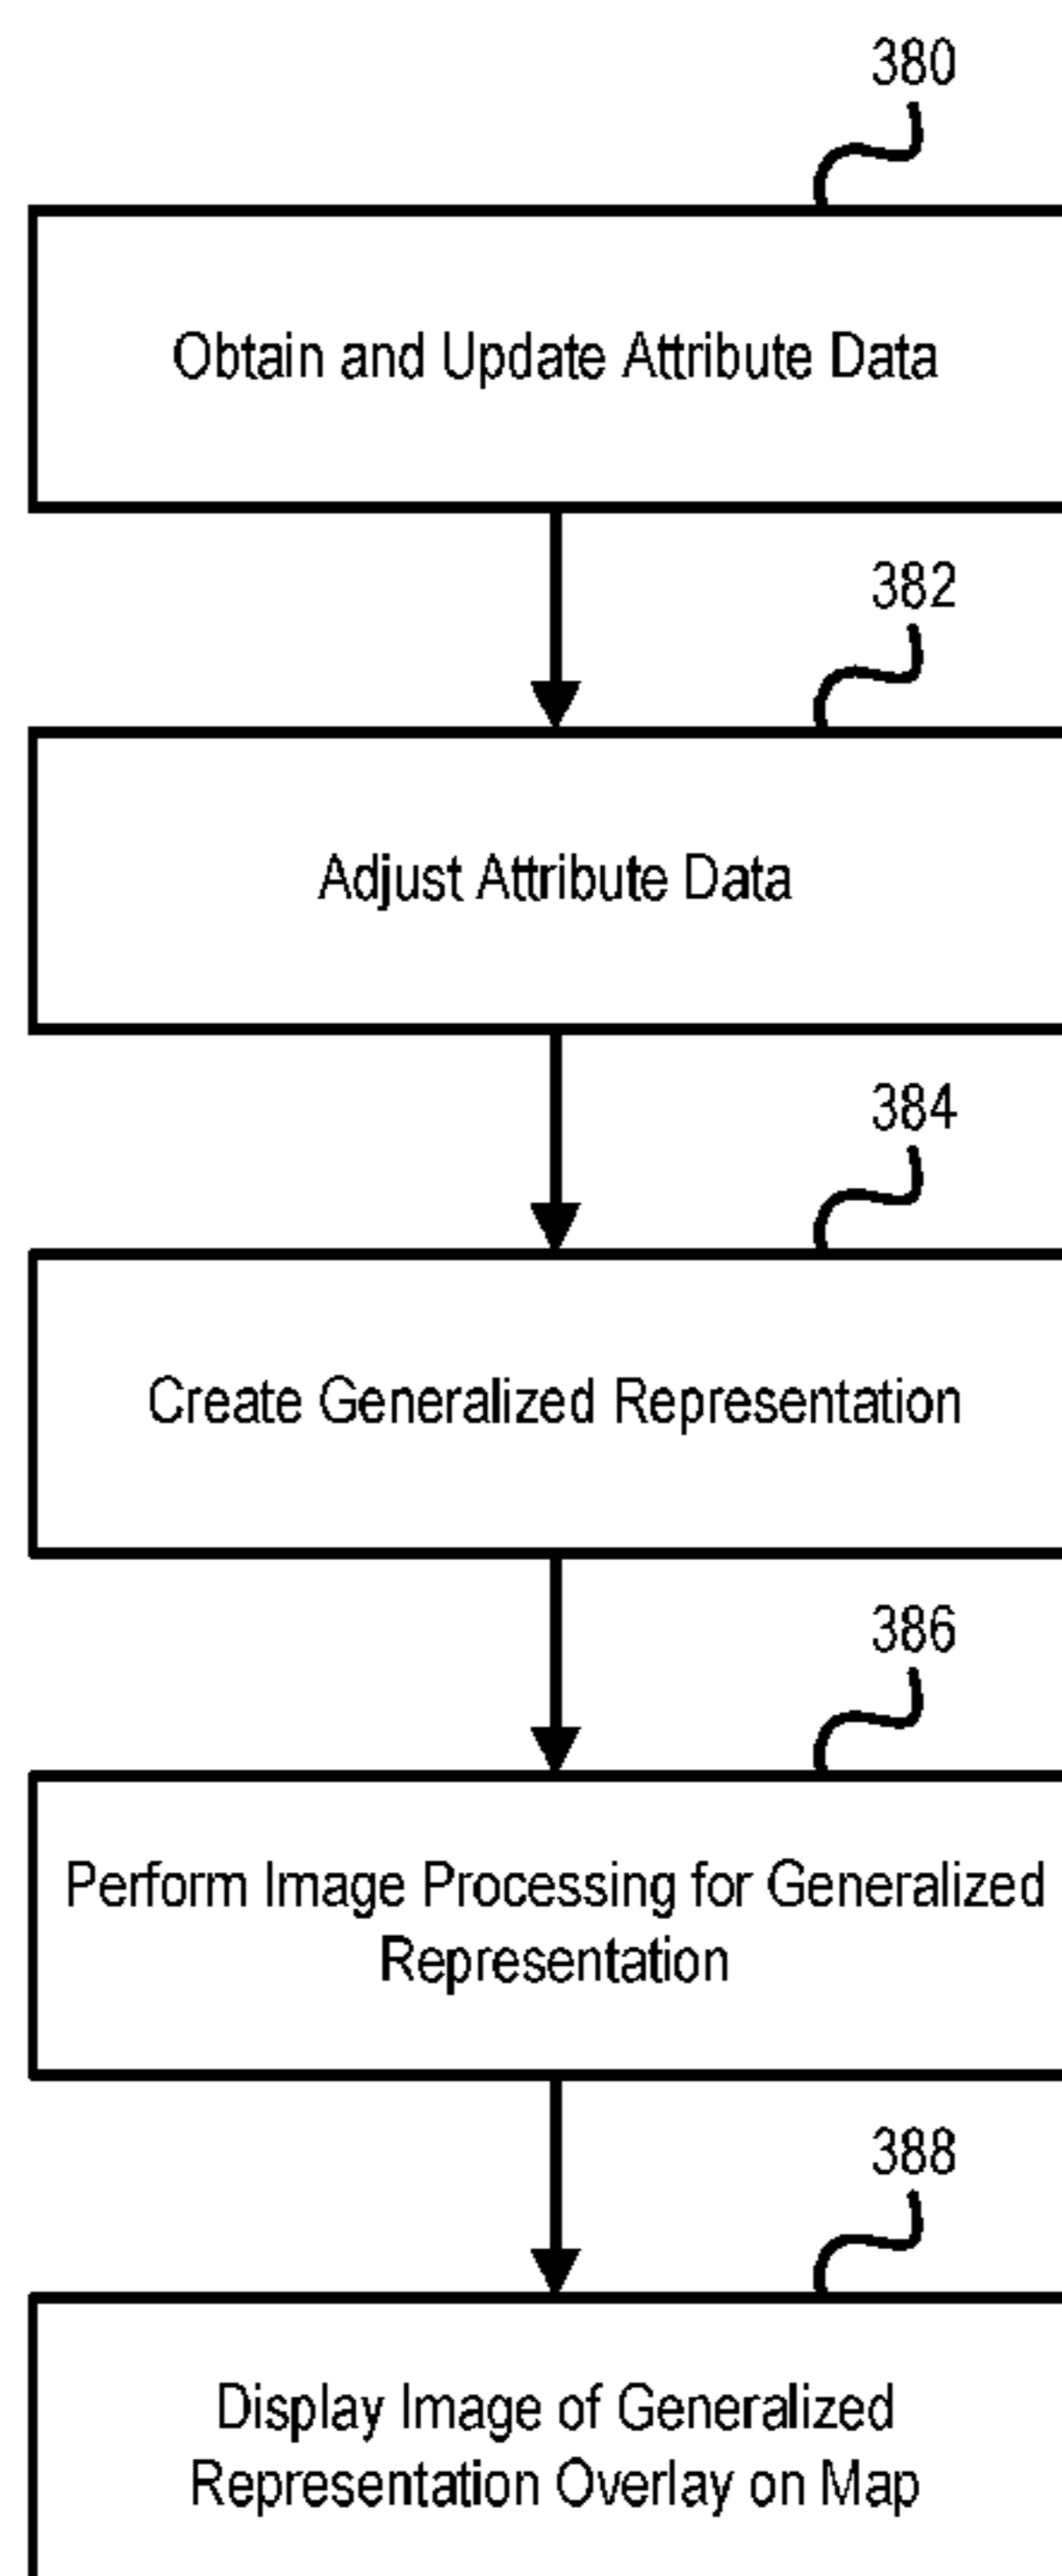 380
Obtain and Update Attribute Data
382
Adjust Attribute Data
384
Create Generalized Representation
386
Perform Image Processing for Generalized
Representation
388
Display Image of Generalized
Representation Overlay on Map